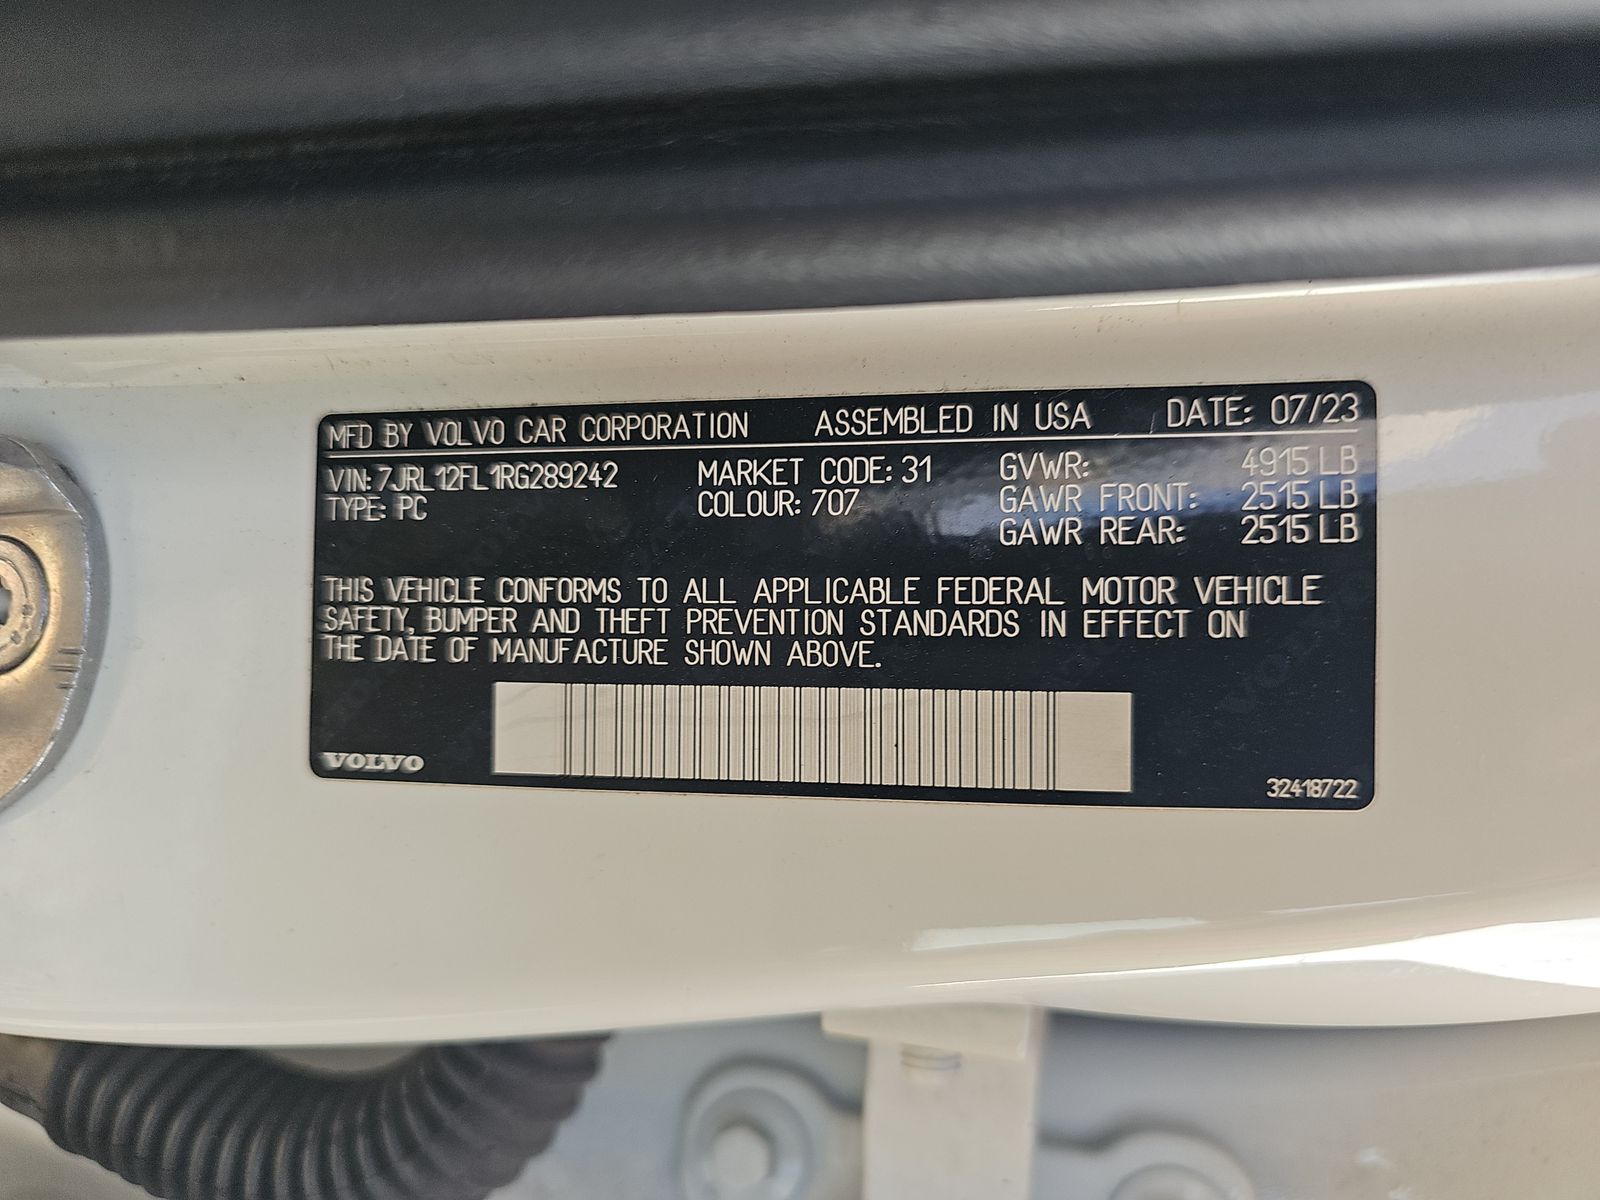 MFD BY VOLVO CAR CORPORATION ASSEMBLED IN USA DATE: 07/23
VIN: 7JRL12FL1RG289242 MARKET CODE: 31 GVWR: 4915 LB
TYPE: PC COLOUR: 707 GAWR FRONT: 2515 LB
GAWR REAR: 2515 LB
THIS VEHICLE CONFORMS TO ALL APPLICABLE FEDERAL MOTOR VEHICLE
SAFETY, BUMPER AND THEFT PREVENTION STANDARDS IN EFFECT ON
THE DATE OF MANUFACTURE SHOWN ABOVE.
VOLVO
32418722